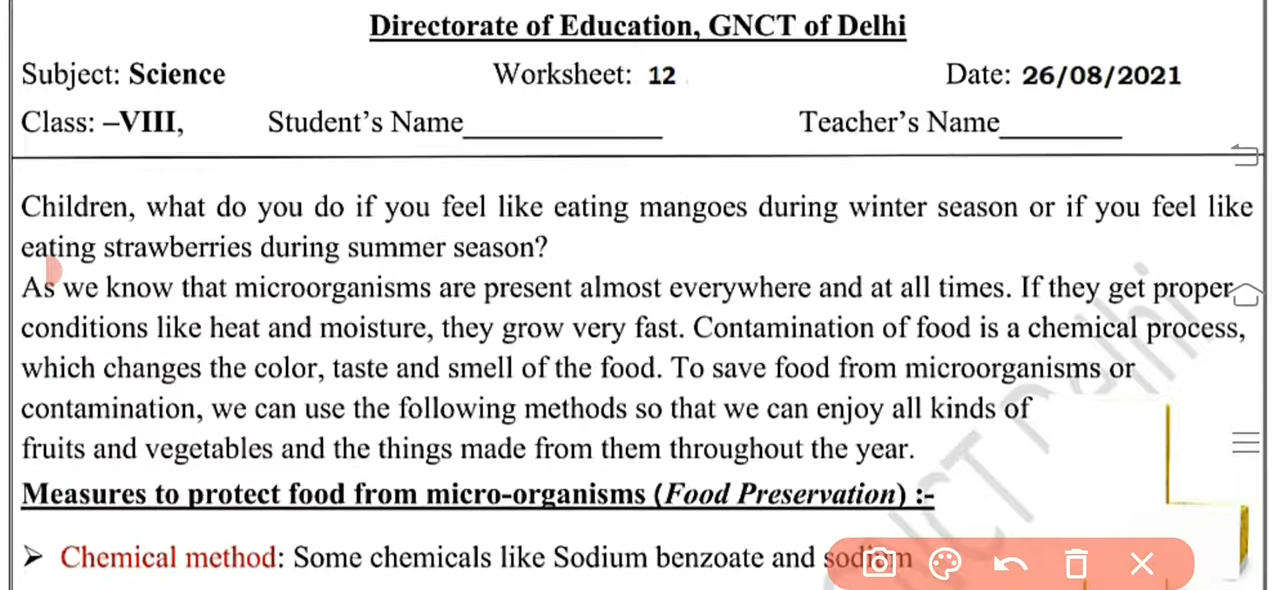 Directorate of Education, GNCT of Delhi
Subject: Science Worksheet: 12 Date: 26/08/2021
Class: –VIII, Student's Name_____________ Teacher's Name________
Children, what do you do if you feel like eating mangoes during winter season or if you feel like
eating strawberries during summer season?
As we know that microorganisms are present almost everywhere and at all times. If they get proper
conditions like heat and moisture, they grow very fast. Contamination of food is a chemical process,
which changes the color, taste and smell of the food. To save food from microorganisms or
contamination, we can use the following methods so that we can enjoy all kinds of
fruits and vegetables and the things made from them throughout the year.
Measures to protect food from micro-organisms (Food Preservation) :-
➢ Chemical method: Some chemicals like Sodium benzoate and sodium
NCT Delhi